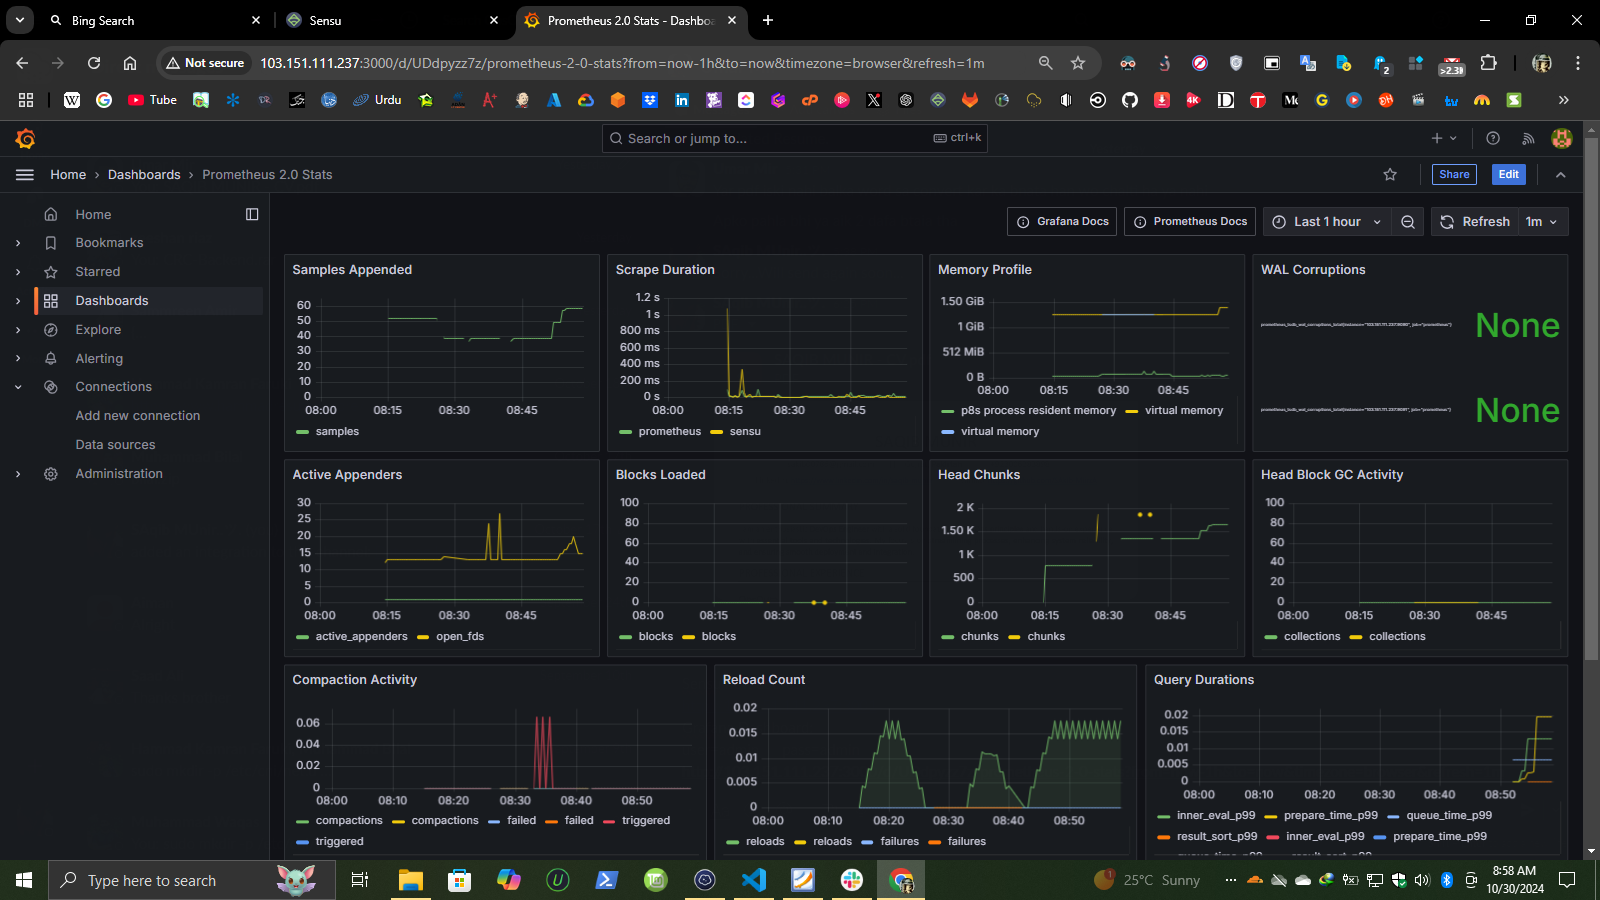 Bing Search
Sensu
Prometheus 2.0 Stats - Dashboa
Not secure
103.151.111.237:3000/d/UDdpyzz7z/prometheus-2-0-stats?from=now-1h&to=now&timezone=browser&refresh=1m
Tube
Urdu
Search or jump to...
ctrl+k
Home › Dashboards › Prometheus 2.0 Stats
Share
Edit
Home
Bookmarks
Starred
Dashboards
Explore
Alerting
Connections
Add new connection
Data sources
Administration
Grafana Docs
Prometheus Docs
Last 1 hour
Refresh
1m
Samples Appended
60
50
40
30
20
10
0
08:00 08:15 08:30 08:45
samples
Scrape Duration
1.2 s
1 s
800 ms
600 ms
400 ms
200 ms
0 s
08:00 08:15 08:30 08:45
prometheus sensu
Memory Profile
1.50 GiB
1 GiB
512 MiB
0 B
08:00 08:15 08:30 08:45
p8s process resident memory virtual memory
virtual memory
WAL Corruptions
None
None
Active Appenders
30
25
20
15
10
5
0
08:00 08:15 08:30 08:45
active_appenders open_fds
Blocks Loaded
100
80
60
40
20
0
08:00 08:15 08:30 08:45
blocks blocks
Head Chunks
2 K
1.50 K
1 K
500
0
08:00 08:15 08:30 08:45
chunks chunks
Head Block GC Activity
100
80
60
40
20
0
08:00 08:15 08:30 08:45
collections collections
Compaction Activity
0.06
0.04
0.02
0
08:00 08:10 08:20 08:30 08:40 08:50
compactions compactions failed failed triggered
triggered
Reload Count
0.02
0.015
0.01
0.005
0
08:00 08:10 08:20 08:30 08:40 08:50
reloads reloads failures failures
Query Durations
0.02
0.015
0.01
0.005
0
08:00 08:10 08:20 08:30 08:40 08:50
inner_eval_p99 prepare_time_p99 queue_time_p99
result_sort_p99 inner_eval_p99 prepare_time_p99
Type here to search
25°C Sunny
8:58 AM
10/30/2024